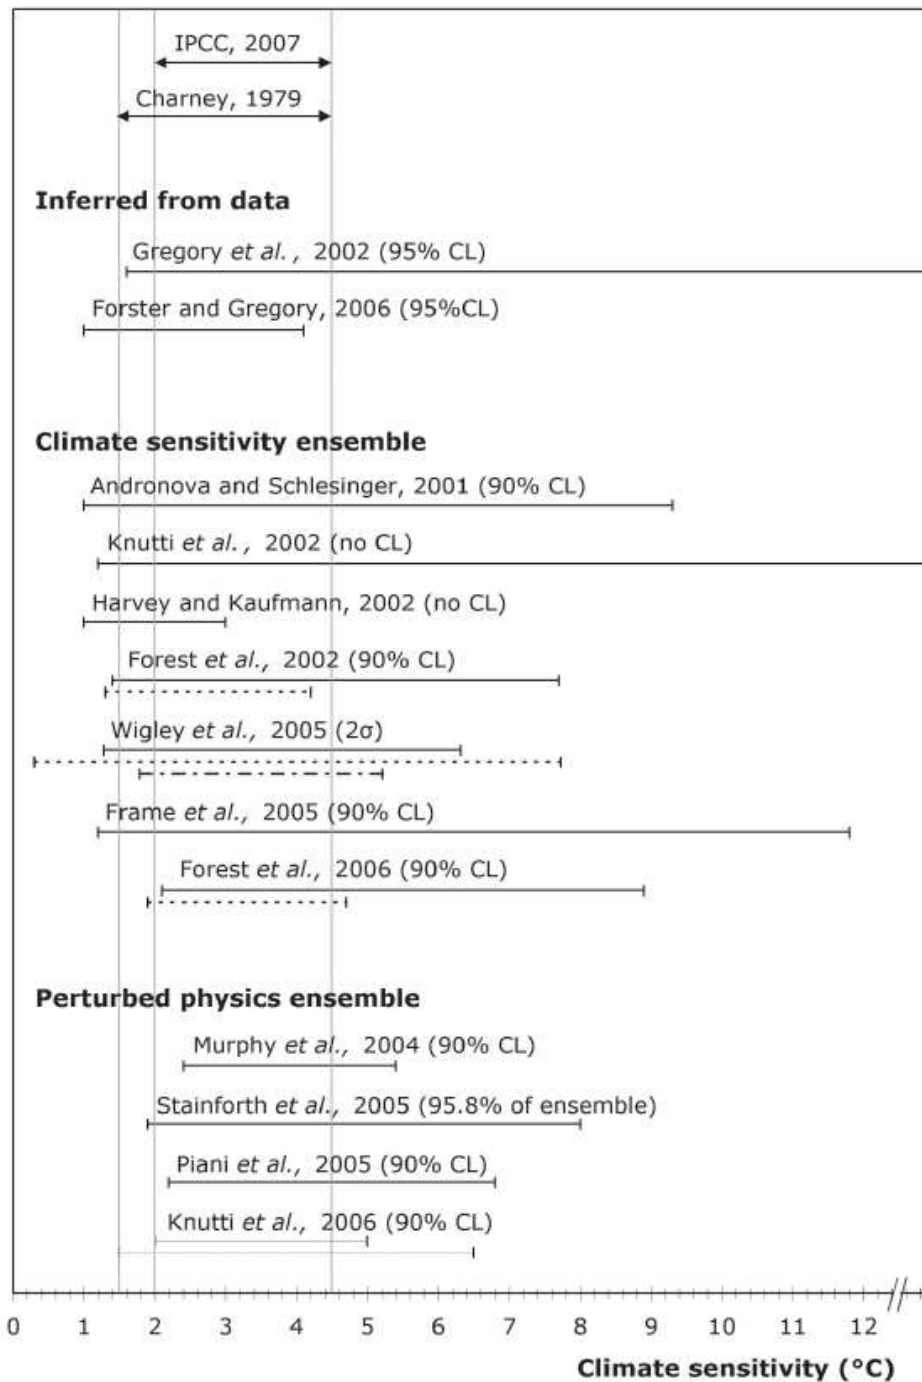 IPCC, 2007
Charney, 1979
Inferred from data
Gregory et al., 2002 (95% CL)
Forster and Gregory, 2006 (95%CL)
Climate sensitivity ensemble
Andronova and Schlesinger, 2001 (90% CL)
Knutti et al., 2002 (no CL)
Harvey and Kaufmann, 2002 (no CL)
Forest et al., 2002 (90% CL)
Wigley et al., 2005 (2σ)
Frame et al., 2005 (90% CL)
Forest et al., 2006 (90% CL)
Perturbed physics ensemble
Murphy et al., 2004 (90% CL)
Stainforth et al., 2005 (95.8% of ensemble)
Piani et al., 2005 (90% CL)
Knutti et al., 2006 (90% CL)
0 1 2 3 4 5 6 7 8 9 10 11 12
Climate sensitivity (°C)